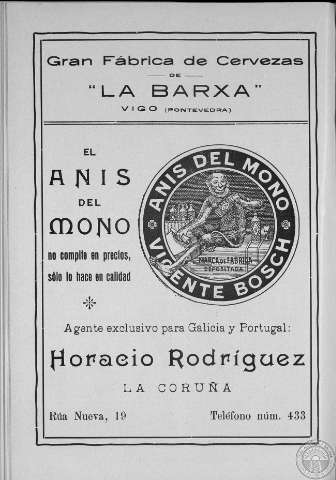 Gran Fábrica de Cervezas
DE
"LA BARXA"
VIGO (PONTEVEDRA)
EL
ANIS
DEL
MONO
no compite en precios,
sólo lo hace en calidad
ANIS DEL MONO
MARCA DE FABRICA
DEPOSITADA
VICENTE BOSCH
Agente exclusivo para Galicia y Portugal:
Horacio Rodríguez
LA CORUÑA
Rúa Nueva, 19 Teléfono núm. 433